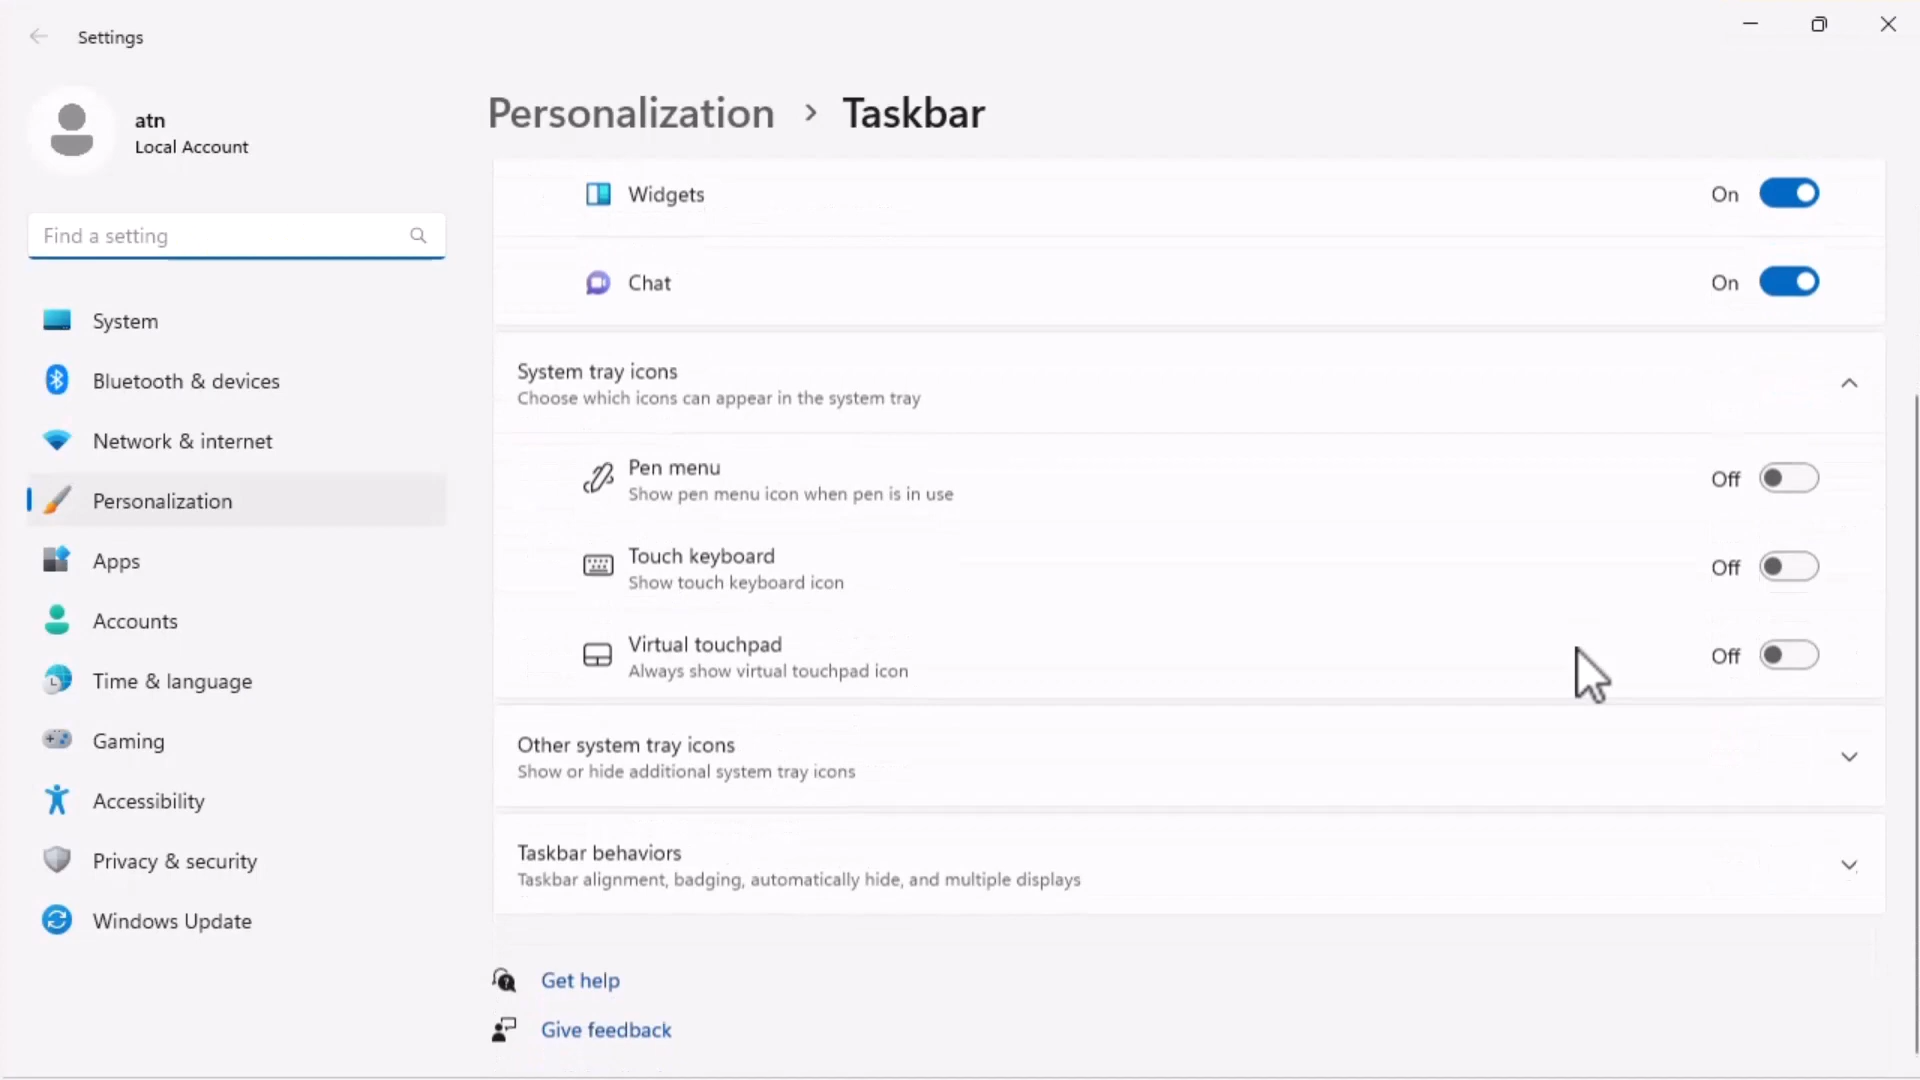 Settings
atn
Local Account
Find a setting
System
Bluetooth & devices
Network & internet
Personalization
Apps
Accounts
Time & language
Gaming
Accessibility
Privacy & security
Windows Update
Personalization > Taskbar
Widgets
On
Chat
On
System tray icons
Choose which icons can appear in the system tray
Pen menu
Show pen menu icon when pen is in use
Off
Touch keyboard
Show touch keyboard icon
Off
Virtual touchpad
Always show virtual touchpad icon
Off
Other system tray icons
Show or hide additional system tray icons
Taskbar behaviors
Taskbar alignment, badging, automatically hide, and multiple displays
Get help
Give feedback